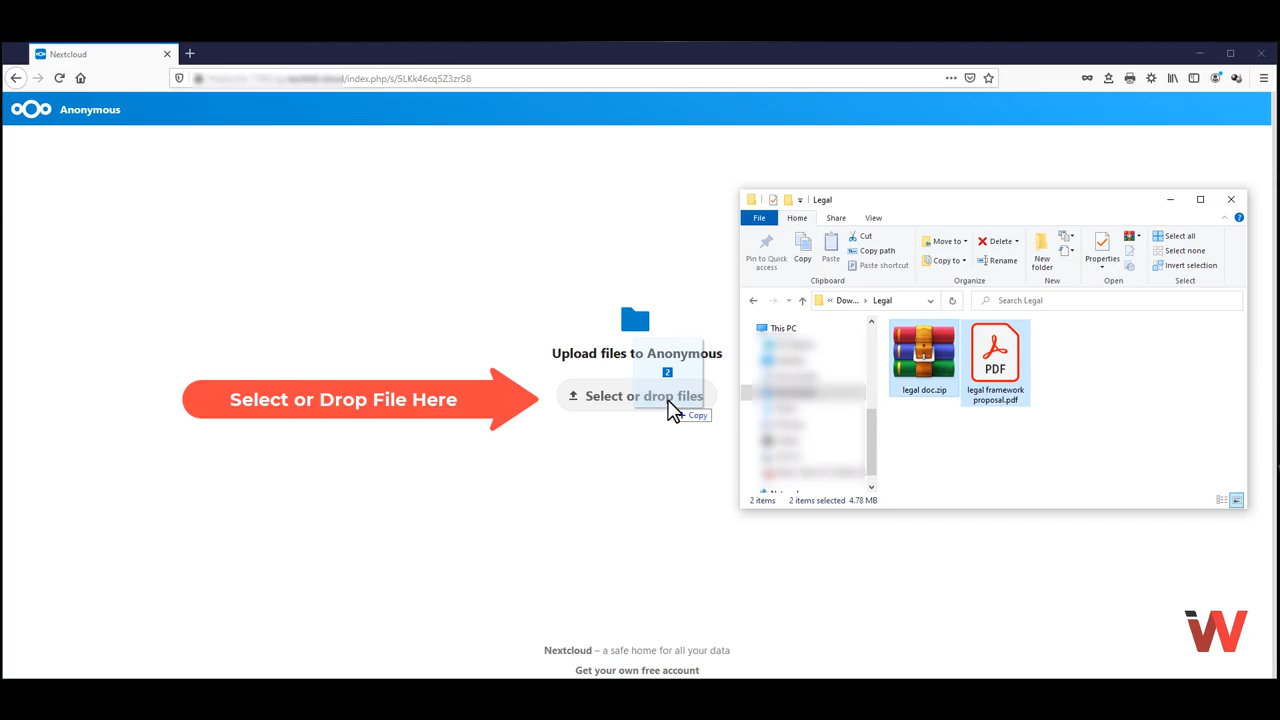 Nextcloud
/index.php/s/5LKk46cq5Z3zr58
Anonymous
Upload files to Anonymous
2
Select or drop files
Copy
Select or Drop File Here
Legal
File
Home
Share
View
Pin to Quick
access
Copy
Paste
Cut
Copy path
Paste shortcut
Clipboard
Move to
Copy to
Delete
Rename
Organize
New
folder
New
Properties
Open
Select all
Select none
Invert selection
Select
« Dow... › Legal
Search Legal
This PC
legal doc.zip
PDF
legal framework
proposal.pdf
2 items
2 items selected 4.78 MB
Nextcloud – a safe home for all your data
Get your own free account